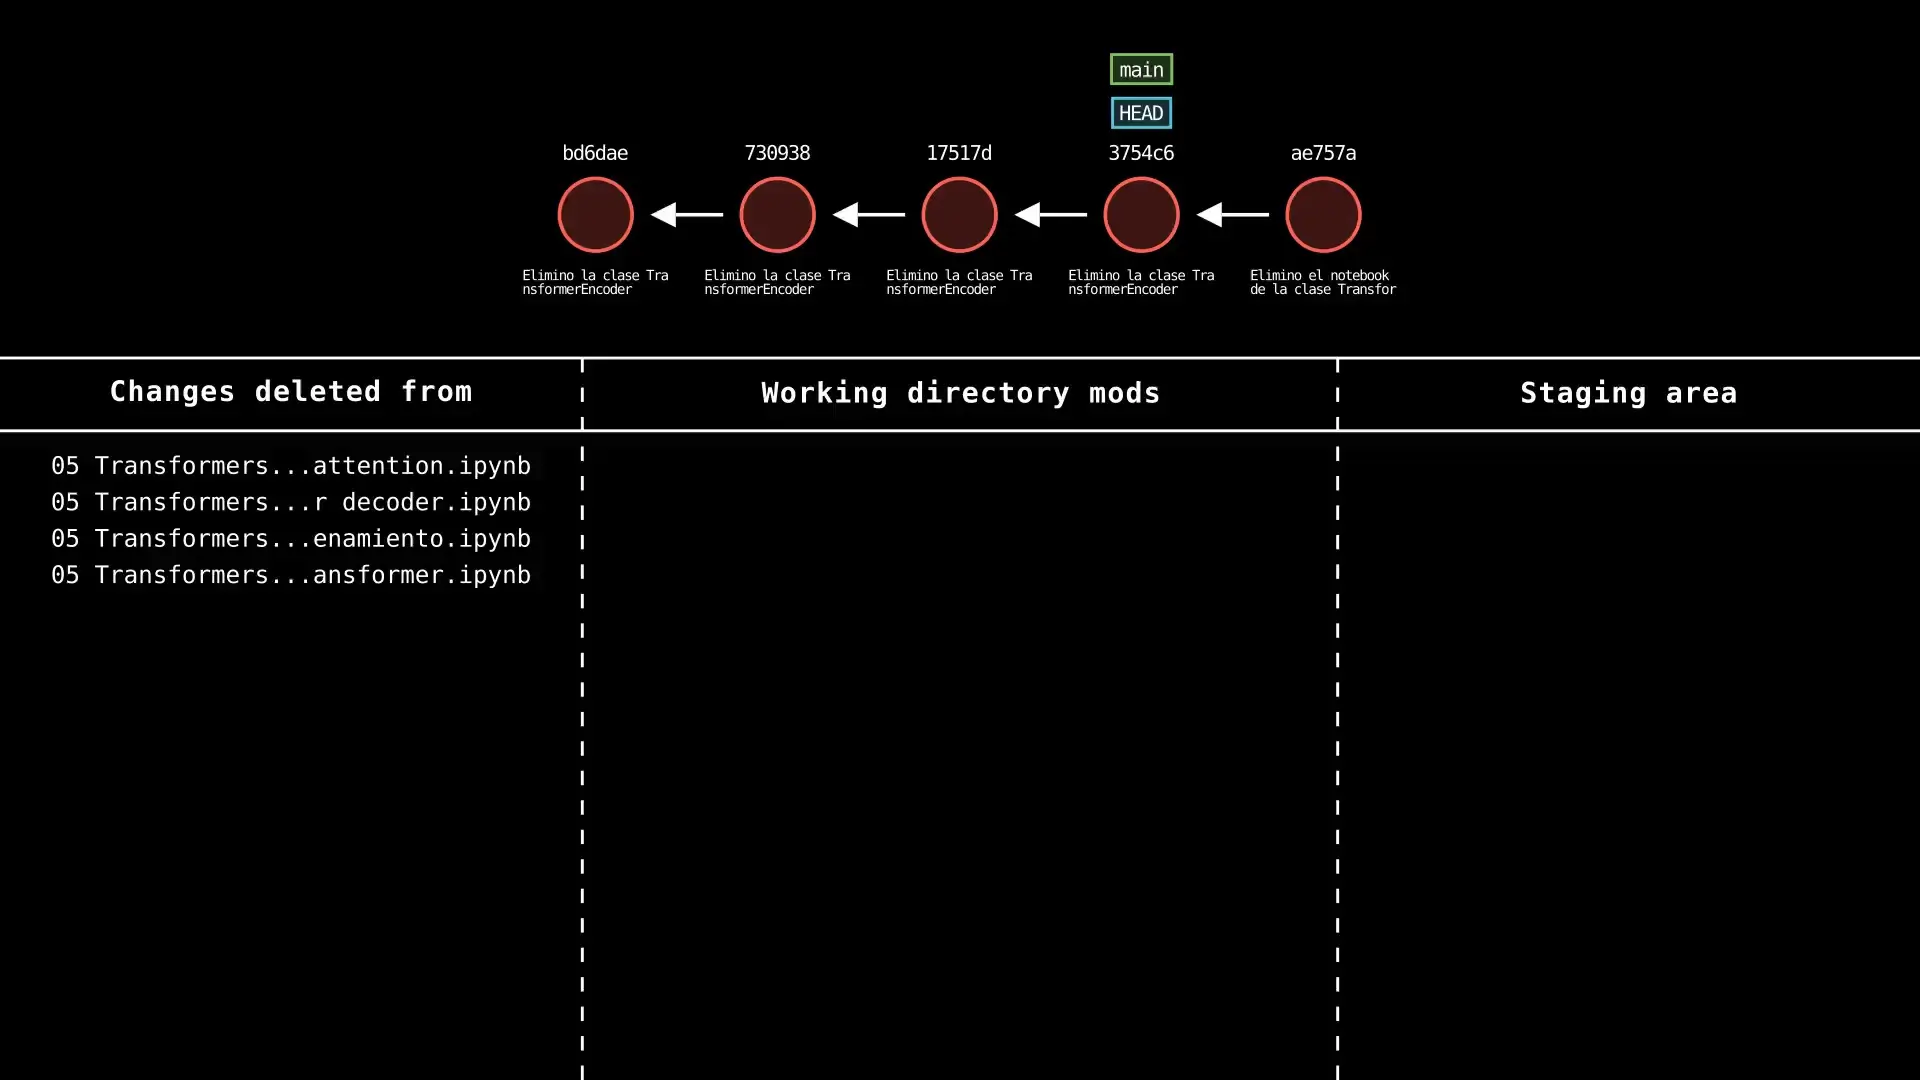 main
HEAD
bd6dae 730938 17517d 3754c6 ae757a
Elimino la clase Tra
nsformerEncoder
Elimino la clase Tra
nsformerEncoder
Elimino la clase Tra
nsformerEncoder
Elimino la clase Tra
nsformerEncoder
Elimino el notebook
de la clase Transfor
Changes deleted from
Working directory mods
Staging area
05 Transformers...attention.ipynb
05 Transformers...r decoder.ipynb
05 Transformers...enamiento.ipynb
05 Transformers...ansformer.ipynb